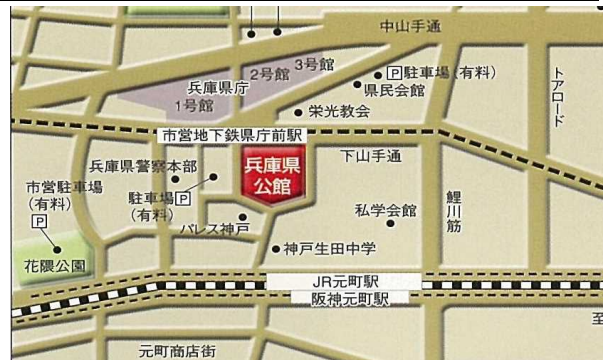 中山手通
3号館
2号館
兵庫県庁
1号館
P 駐車場(有料)
県民会館
栄光教会
トアロード
市営地下鉄県庁前駅
兵庫県警察本部
兵庫県
公館
下山手通
市営駐車場
(有料)
P
駐車場 P
(有料)
パレス神戸
私学会館
鯉川筋
花隈公園
神戸生田中学
JR元町駅
阪神元町駅
至
元町商店街